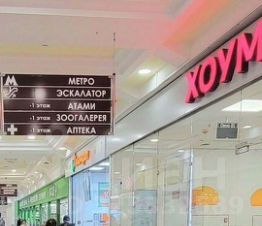 М МЕТРО
ЭСКАЛАТОР
-1 этаж АТАМИ
-1 этаж ЗООГАЛЕРЕЯ
-1 этаж АПТЕКА
ХОУМ